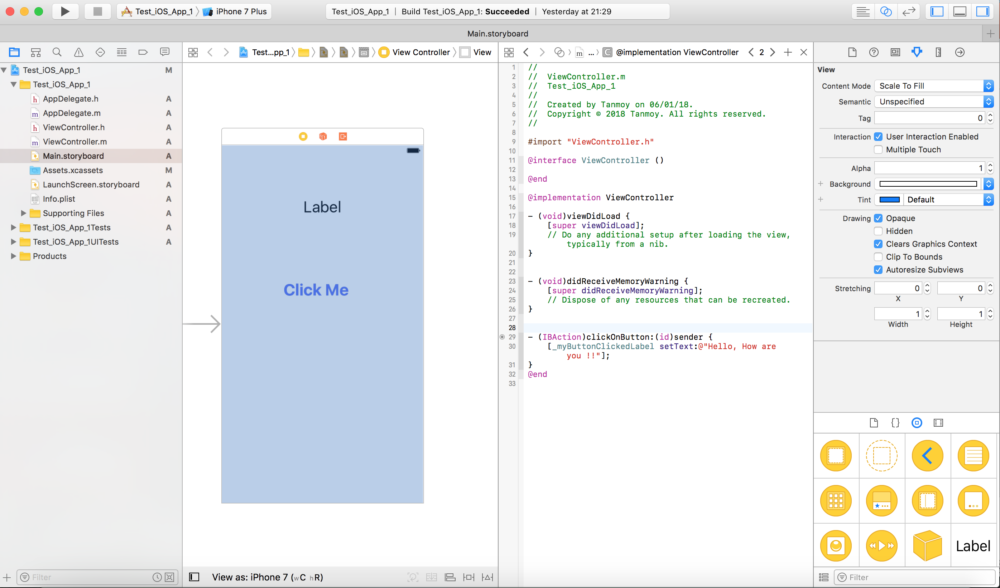 Test_iOS_App_1 iPhone 7 Plus
Test_iOS_App_1 | Build Test_iOS_App_1: Succeeded | Yesterday at 21:29
Main.storyboard
Test_iOS_App_1 M
Test_iOS_App_1
h AppDelegate.h A
m AppDelegate.m A
h ViewController.h A
m ViewController.m A
Main.storyboard A
Assets.xcassets M
LaunchScreen.storyboard A
Info.plist A
Supporting Files A
Test_iOS_App_1Tests A
Test_iOS_App_1UITests A
Products
Filter
Test...pp_1 View Controller View
Label
Click Me
View as: iPhone 7 (wC hR)
m ... C @implementation ViewController 2
1 //
2 //  ViewController.m
3 //  Test_iOS_App_1
4 //
5 //  Created by Tanmoy on 06/01/18.
6 //  Copyright © 2018 Tanmoy. All rights reserved.
7 //
8
9 #import "ViewController.h"
10
11 @interface ViewController ()
12
13 @end
14
15 @implementation ViewController
16
17 - (void)viewDidLoad {
18 [super viewDidLoad];
19 // Do any additional setup after loading the view,
typically from a nib.
20 }
21
22
23 - (void)didReceiveMemoryWarning {
24 [super didReceiveMemoryWarning];
25 // Dispose of any resources that can be recreated.
26 }
27
28
29 - (IBAction)clickOnButton:(id)sender {
30 [_myButtonClickedLabel setText:@"Hello, How are
you !!"];
31 }
32 @end
33
View
Content Mode Scale To Fill
Semantic Unspecified
Tag 0
Interaction User Interaction Enabled
Multiple Touch
Alpha 1
+ Background
+ Tint Default
Drawing Opaque
Hidden
Clears Graphics Context
Clip To Bounds
Autoresize Subviews
Stretching 0 0
X Y
1 1
Width Height
{}
Label
Filter